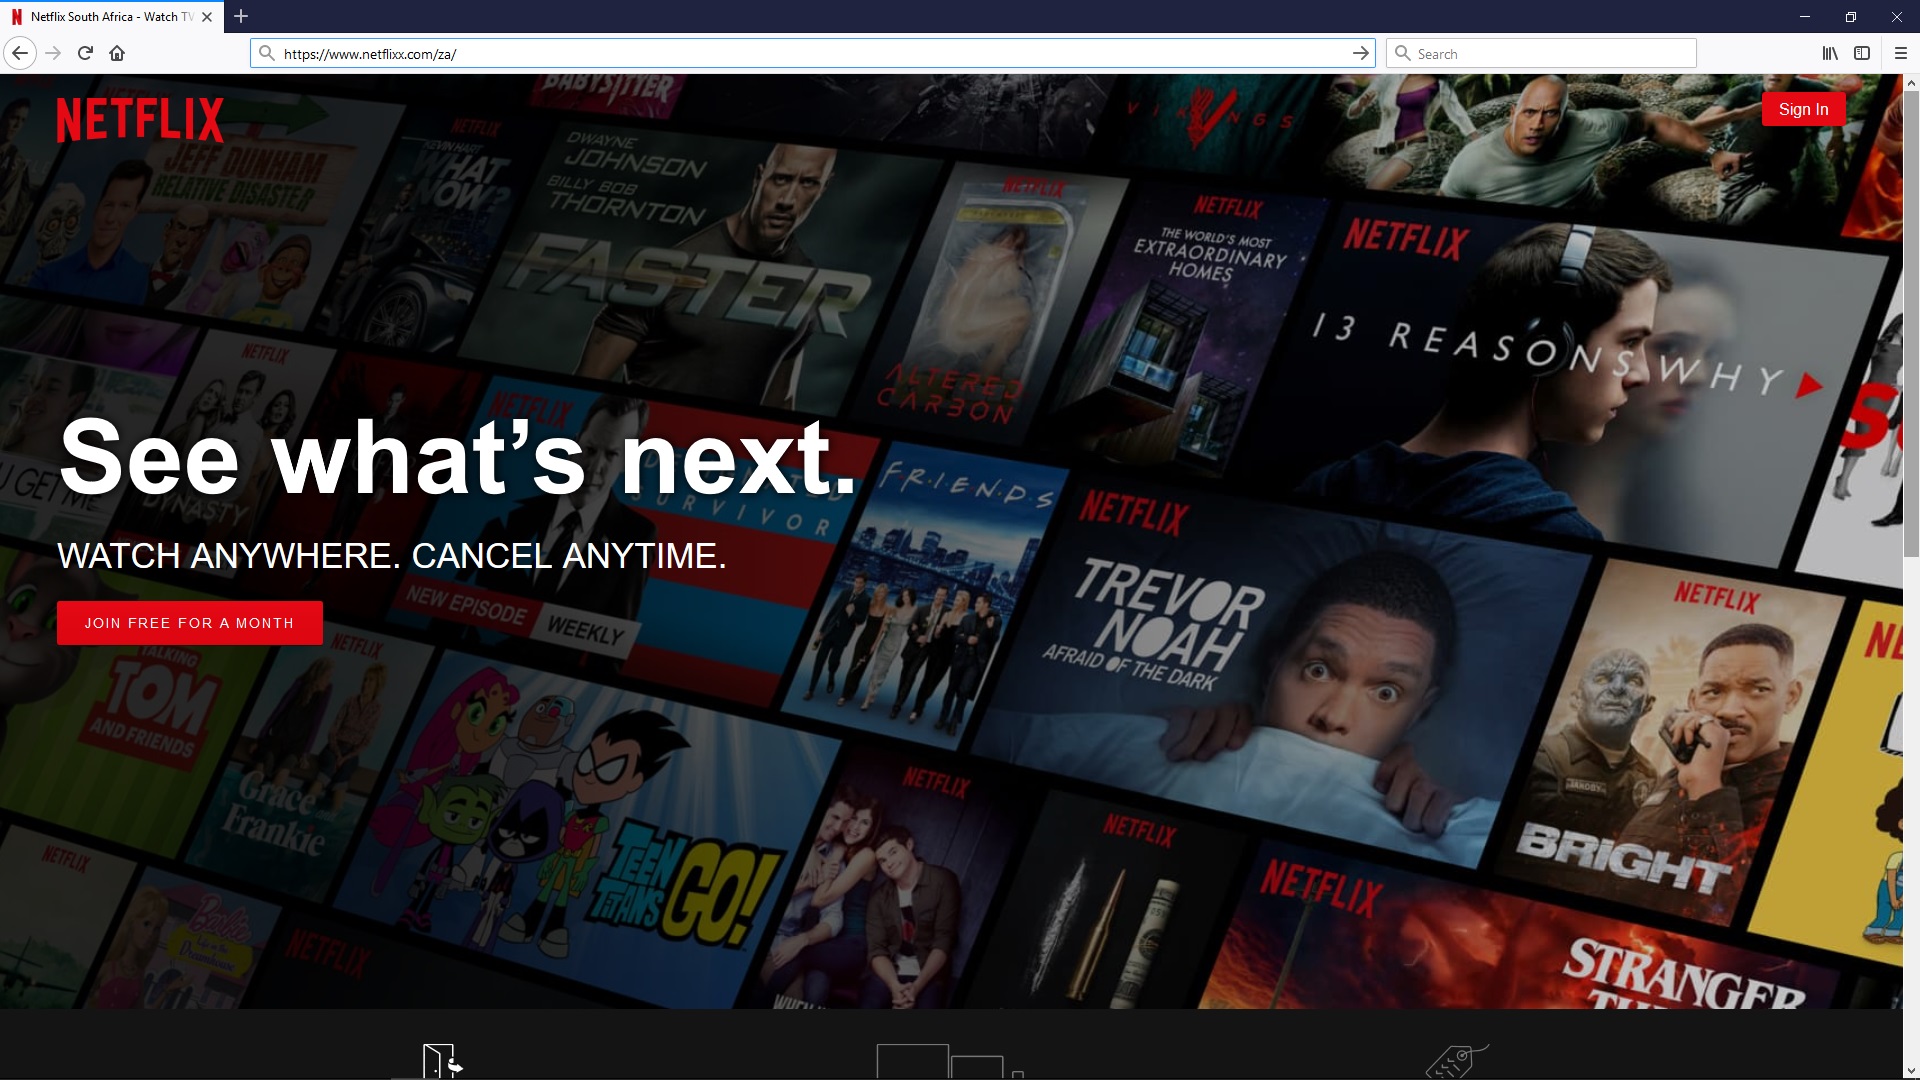 Netflix South Africa - Watch TV
https://www.netflixx.com/za/
Search
NETFLIX
Sign In
BABYSITTER
VIKINGS
JEFF DUNHAM
RELATIVE DISASTER
NETFLIX
KEVIN HART
WHAT
NOW?
DWAYNE
JOHNSON
BILLY BOB
THORNTON
FASTER
NETFLIX
ALTERED
CARBON
NETFLIX
THE WORLD'S MOST
EXTRAORDINARY
HOMES
NETFLIX
13 REASONS WHY
NETFLIX
DYNASTY
NETFLIX
SURVIVOR
NEW EPISODE WEEKLY
See what’s next.
WATCH ANYWHERE. CANCEL ANYTIME.
JOIN FREE FOR A MONTH
F·R·I·E·N·D·S
NETFLIX
TREVOR
NOAH
AFRAID OF THE DARK
NETFLIX
BRIGHT
TALKING
TOM
AND FRIENDS
NETFLIX
Grace and
Frankie
TEEN
TITANS
GO!
NETFLIX
NETFLIX
NETFLIX
STRANGER
NETFLIX
Barbie
NETFLIX